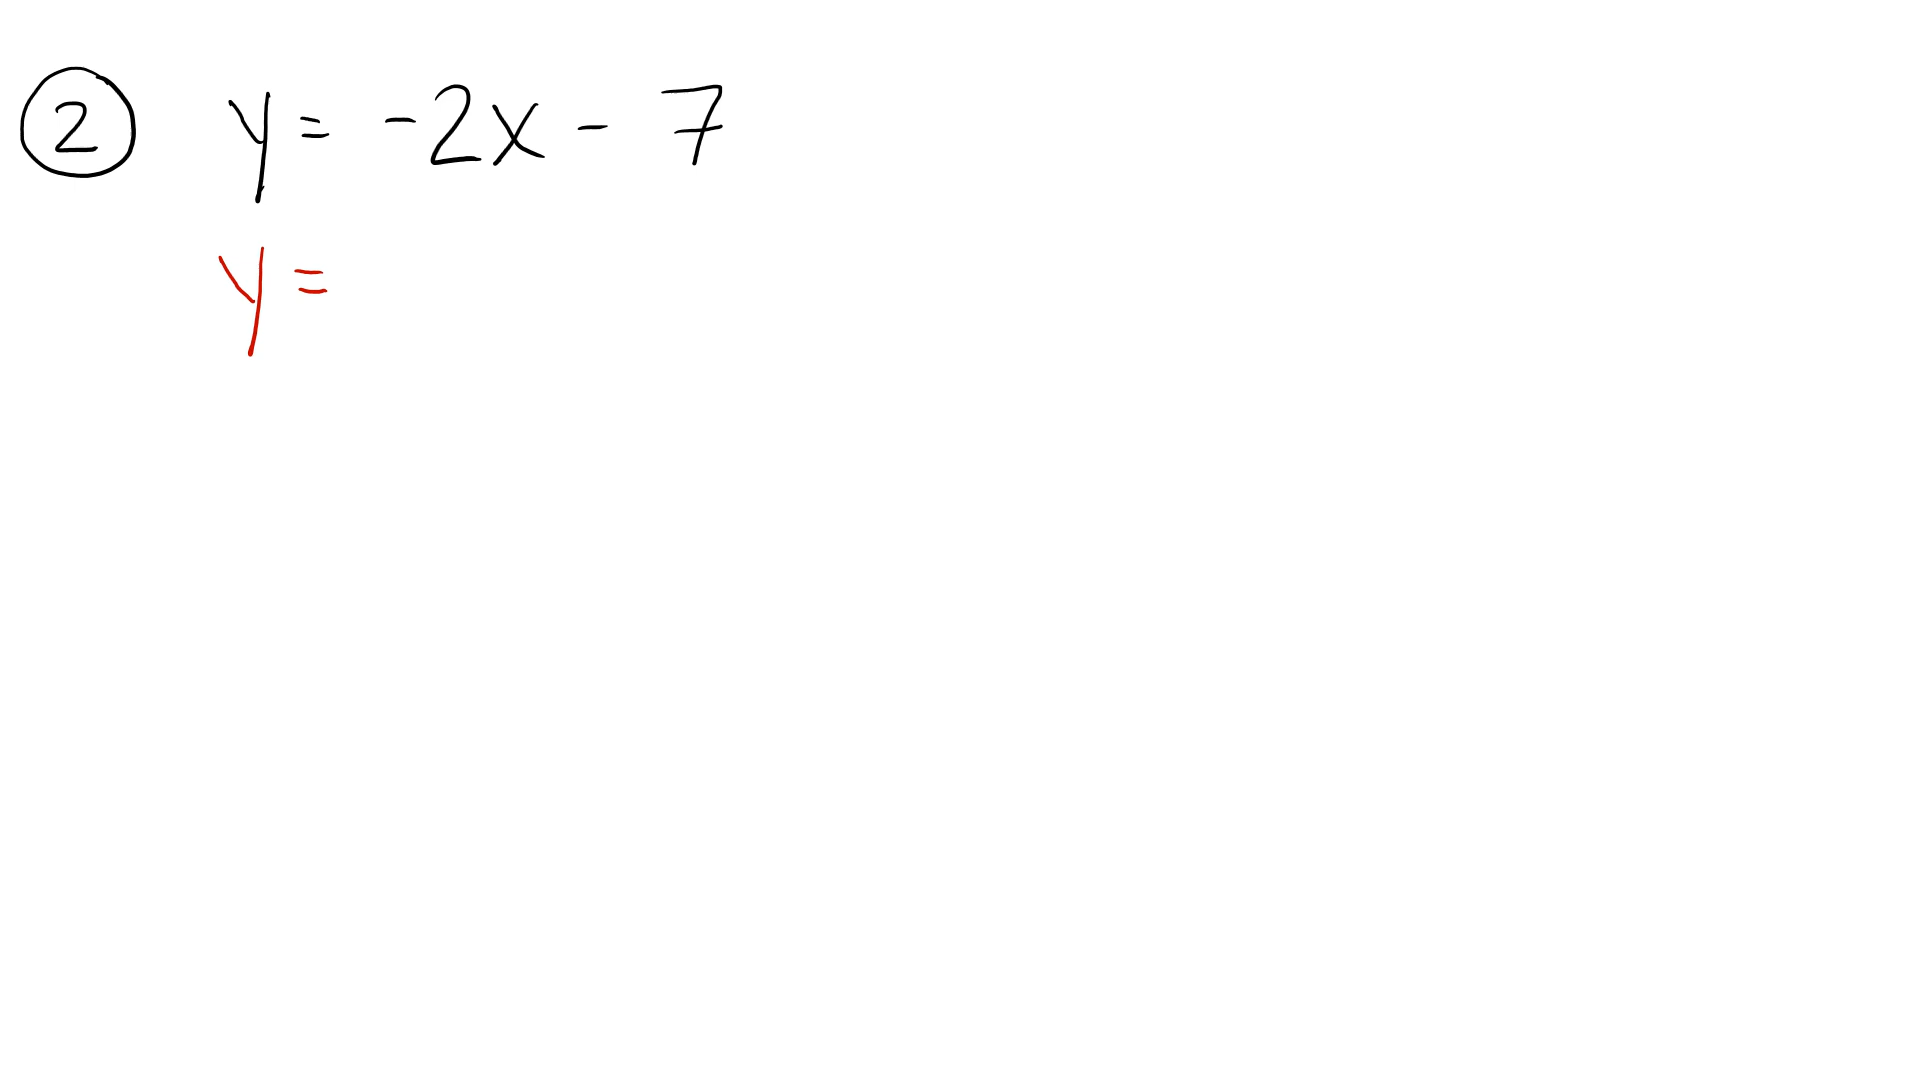 ② y = -2x - 7
y =